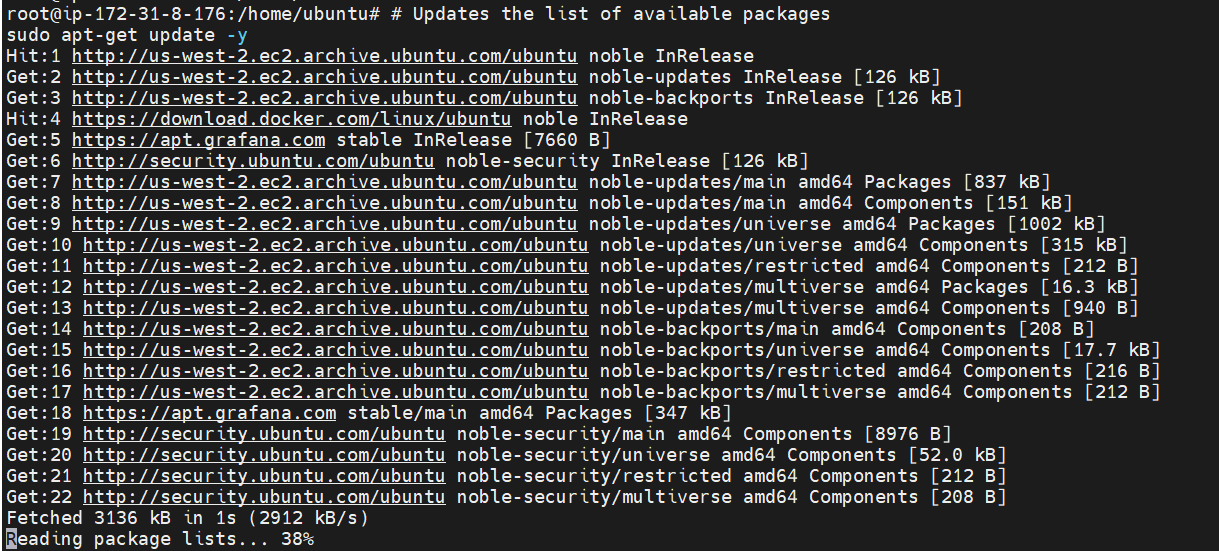 root@ip-172-31-8-176:/home/ubuntu# # Updates the list of available packages
sudo apt-get update -y
Hit:1 http://us-west-2.ec2.archive.ubuntu.com/ubuntu noble InRelease
Get:2 http://us-west-2.ec2.archive.ubuntu.com/ubuntu noble-updates InRelease [126 kB]
Get:3 http://us-west-2.ec2.archive.ubuntu.com/ubuntu noble-backports InRelease [126 kB]
Hit:4 https://download.docker.com/linux/ubuntu noble InRelease
Get:5 https://apt.grafana.com stable InRelease [7660 B]
Get:6 http://security.ubuntu.com/ubuntu noble-security InRelease [126 kB]
Get:7 http://us-west-2.ec2.archive.ubuntu.com/ubuntu noble-updates/main amd64 Packages [837 kB]
Get:8 http://us-west-2.ec2.archive.ubuntu.com/ubuntu noble-updates/main amd64 Components [151 kB]
Get:9 http://us-west-2.ec2.archive.ubuntu.com/ubuntu noble-updates/universe amd64 Packages [1002 kB]
Get:10 http://us-west-2.ec2.archive.ubuntu.com/ubuntu noble-updates/universe amd64 Components [315 kB]
Get:11 http://us-west-2.ec2.archive.ubuntu.com/ubuntu noble-updates/restricted amd64 Components [212 B]
Get:12 http://us-west-2.ec2.archive.ubuntu.com/ubuntu noble-updates/multiverse amd64 Packages [16.3 kB]
Get:13 http://us-west-2.ec2.archive.ubuntu.com/ubuntu noble-updates/multiverse amd64 Components [940 B]
Get:14 http://us-west-2.ec2.archive.ubuntu.com/ubuntu noble-backports/main amd64 Components [208 B]
Get:15 http://us-west-2.ec2.archive.ubuntu.com/ubuntu noble-backports/universe amd64 Components [17.7 kB]
Get:16 http://us-west-2.ec2.archive.ubuntu.com/ubuntu noble-backports/restricted amd64 Components [216 B]
Get:17 http://us-west-2.ec2.archive.ubuntu.com/ubuntu noble-backports/multiverse amd64 Components [212 B]
Get:18 https://apt.grafana.com stable/main amd64 Packages [347 kB]
Get:19 http://security.ubuntu.com/ubuntu noble-security/main amd64 Components [8976 B]
Get:20 http://security.ubuntu.com/ubuntu noble-security/universe amd64 Components [52.0 kB]
Get:21 http://security.ubuntu.com/ubuntu noble-security/restricted amd64 Components [212 B]
Get:22 http://security.ubuntu.com/ubuntu noble-security/multiverse amd64 Components [208 B]
Fetched 3136 kB in 1s (2912 kB/s)
Reading package lists... 38%